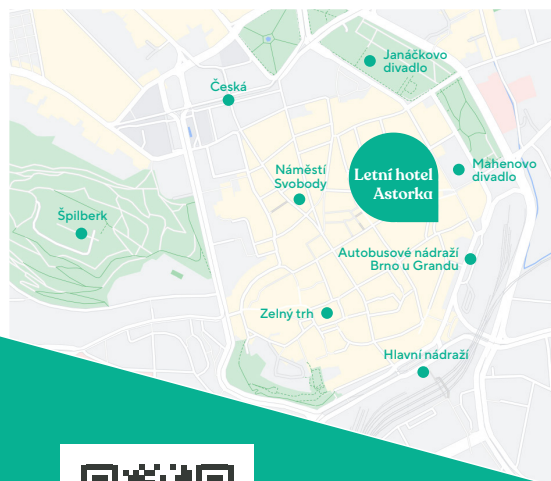 Janáčkovo
divadlo
Česká
Náměstí
Svobody
Letní hotel
Astorka
Mahenovo
divadlo
Špilberk
Autobusové nádraží
Brno u Grandu
Zelný trh
Hlavní nádraží